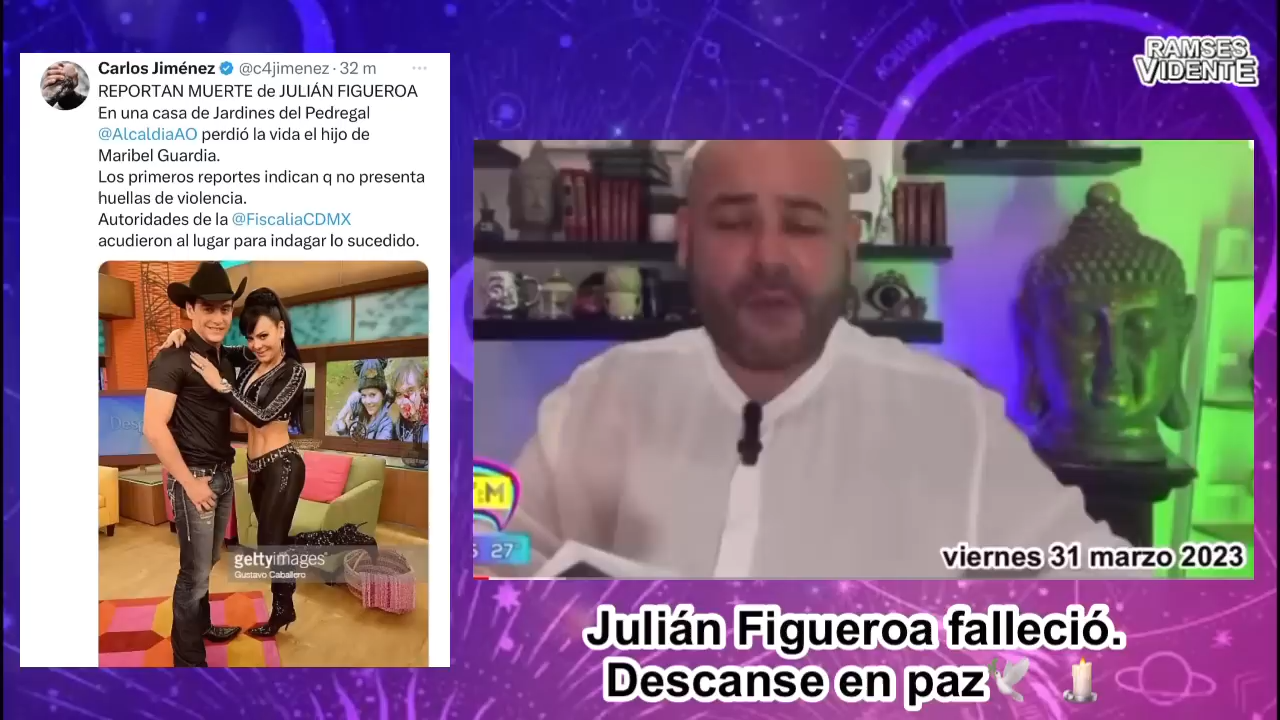 Carlos Jiménez @c4jimenez · 32 m
REPORTAN MUERTE de JULIÁN FIGUEROA
En una casa de Jardines del Pedregal
@AlcaldiaAO perdió la vida el hijo de
Maribel Guardia.
Los primeros reportes indican q no presenta
huellas de violencia.
Autoridades de la @FiscaliaCDMX
acudieron al lugar para indagar lo sucedido.
gettyimages
Gustavo Caballero
AQUARIUS
RAMSES
VIDENTE
M
27
viernes 31 marzo 2023
Julián Figueroa falleció.
Descanse en paz🕊️ 🕯️